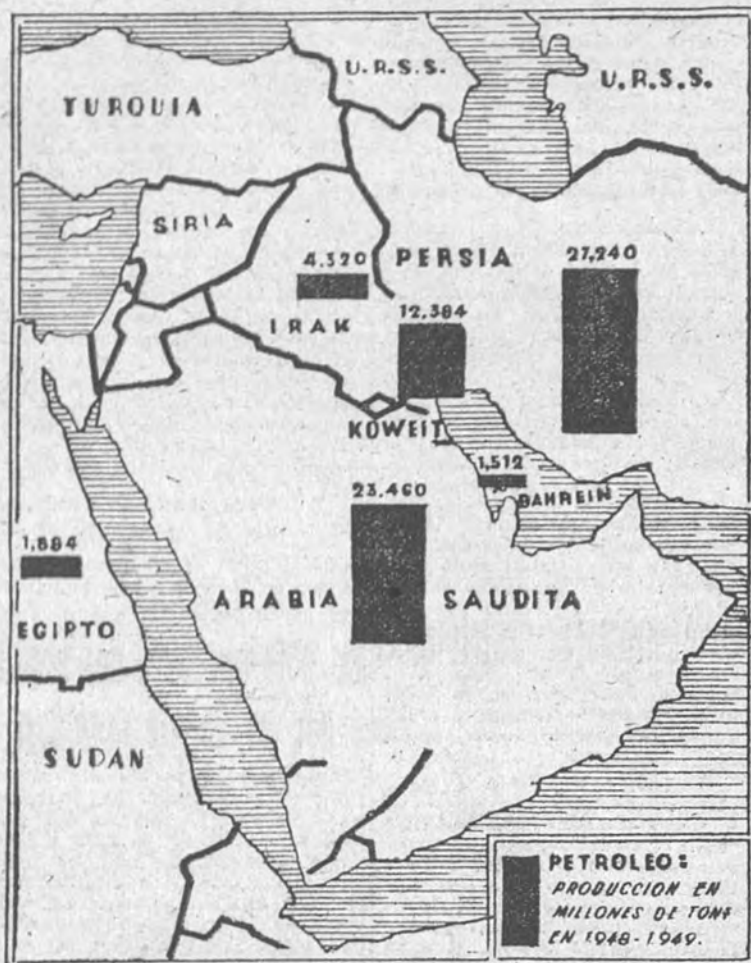 U.R.S.S.
U.R.S.S.
TURQUIA
SIRIA
4.320
PERSIA
27,240
IRAK
12,384
KOWEIT
1,512
BAHREIN
23.460
1,884
ARABIA SAUDITA
EGIPTO
SUDAN
PETROLEO:
PRODUCCION EN
MILLONES DE TONS
EN 1948-1949.